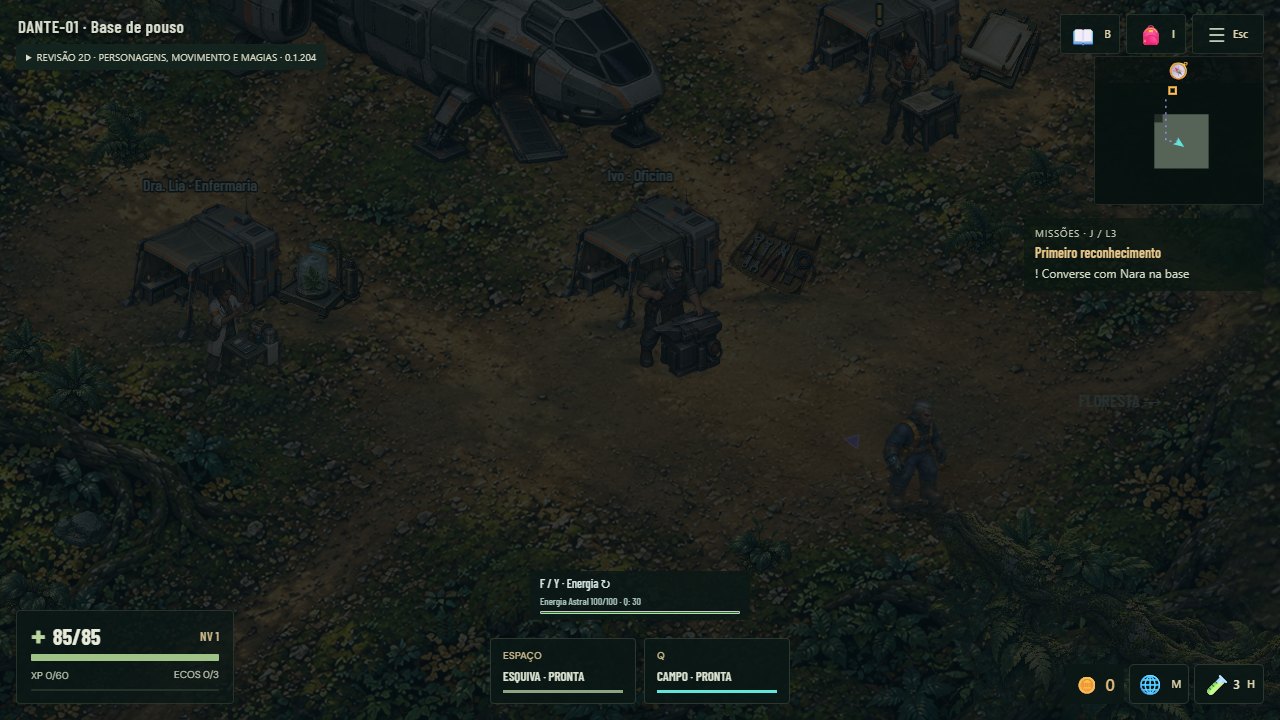 DANTE-01 · Base de pouso
▶ REVISÃO 2D · PERSONAGENS, MOVIMENTO E MAGIAS · 0.1.204
B
I
Esc
!
Dra. Lia · Enfermaria
Ivo · Oficina
MISSÕES · J / L3
Primeiro reconhecimento
! Converse com Nara na base
FLORESTA
F / Y · Energia ↻
Energia Astral 100/100 · Q: 30
+ 85/85
NV 1
XP 0/60
ECOS 0/3
ESPAÇO
ESQUIVA · PRONTA
Q
CAMPO · PRONTA
0
M
3 H